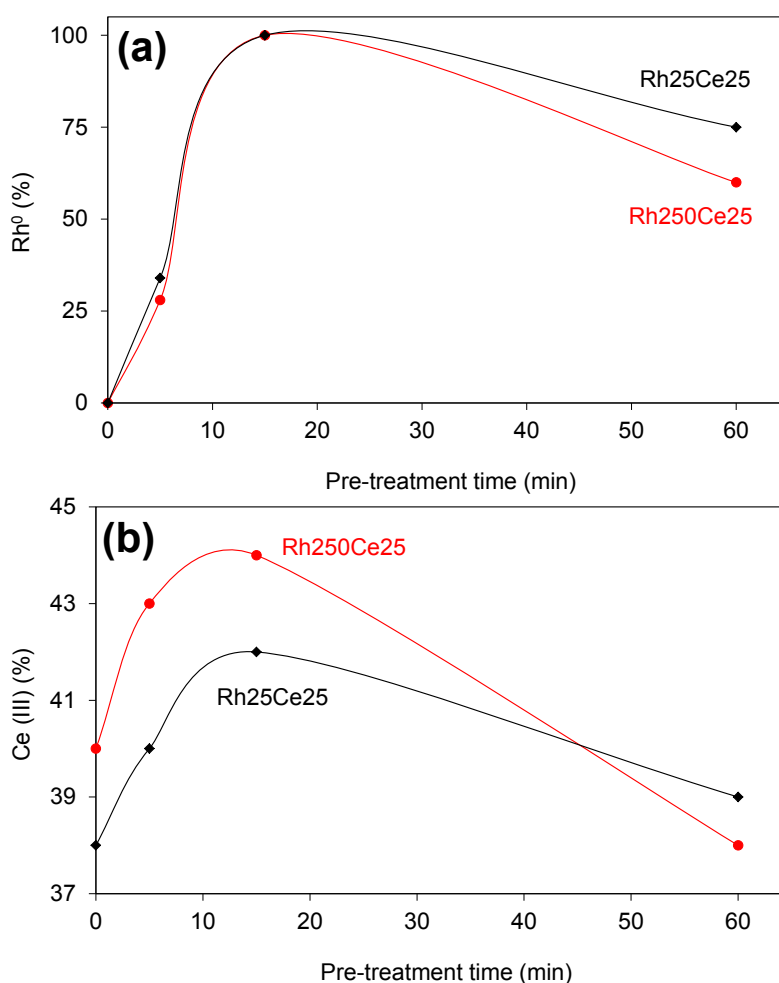 (a)
100
75
50
25
0
Rh⁰ (%)
Rh25Ce25
Rh250Ce25
0 10 20 30 40 50 60
Pre-treatment time (min)
(b)
45
43
41
39
37
Ce (III) (%)
Rh250Ce25
Rh25Ce25
0 10 20 30 40 50 60
Pre-treatment time (min)